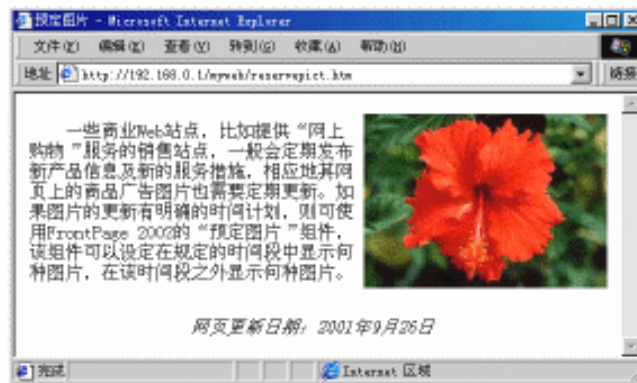 预定图片 - Microsoft Internet Explorer
文件(F) 编辑(E) 查看(V) 转到(G) 收藏(A) 帮助(H)
地址 http://192.168.0.1/myweb/reservepict.htm 链接
一些商业Web站点，比如提供“网上
购物”服务的销售站点，一般会定期发布
新产品信息及新的服务措施，相应地其网
页上的商品广告图片也需要定期更新。如
果图片的更新有明确的时间计划，则可使
用FrontPage 2002的“预定图片”组件，
该组件可以设定在规定的时间段中显示何
种图片，在该时间段之外显示何种图片。
网页更新日期：2001年9月26日
完成 Internet 区域